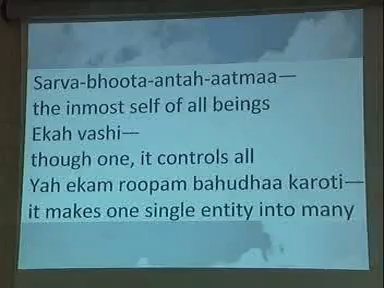 Sarva-bhoota-antah-aatmaa—
the inmost self of all beings
Ekah vashi—
though one, it controls all
Yah ekam roopam bahudhaa karoti—
it makes one single entity into many